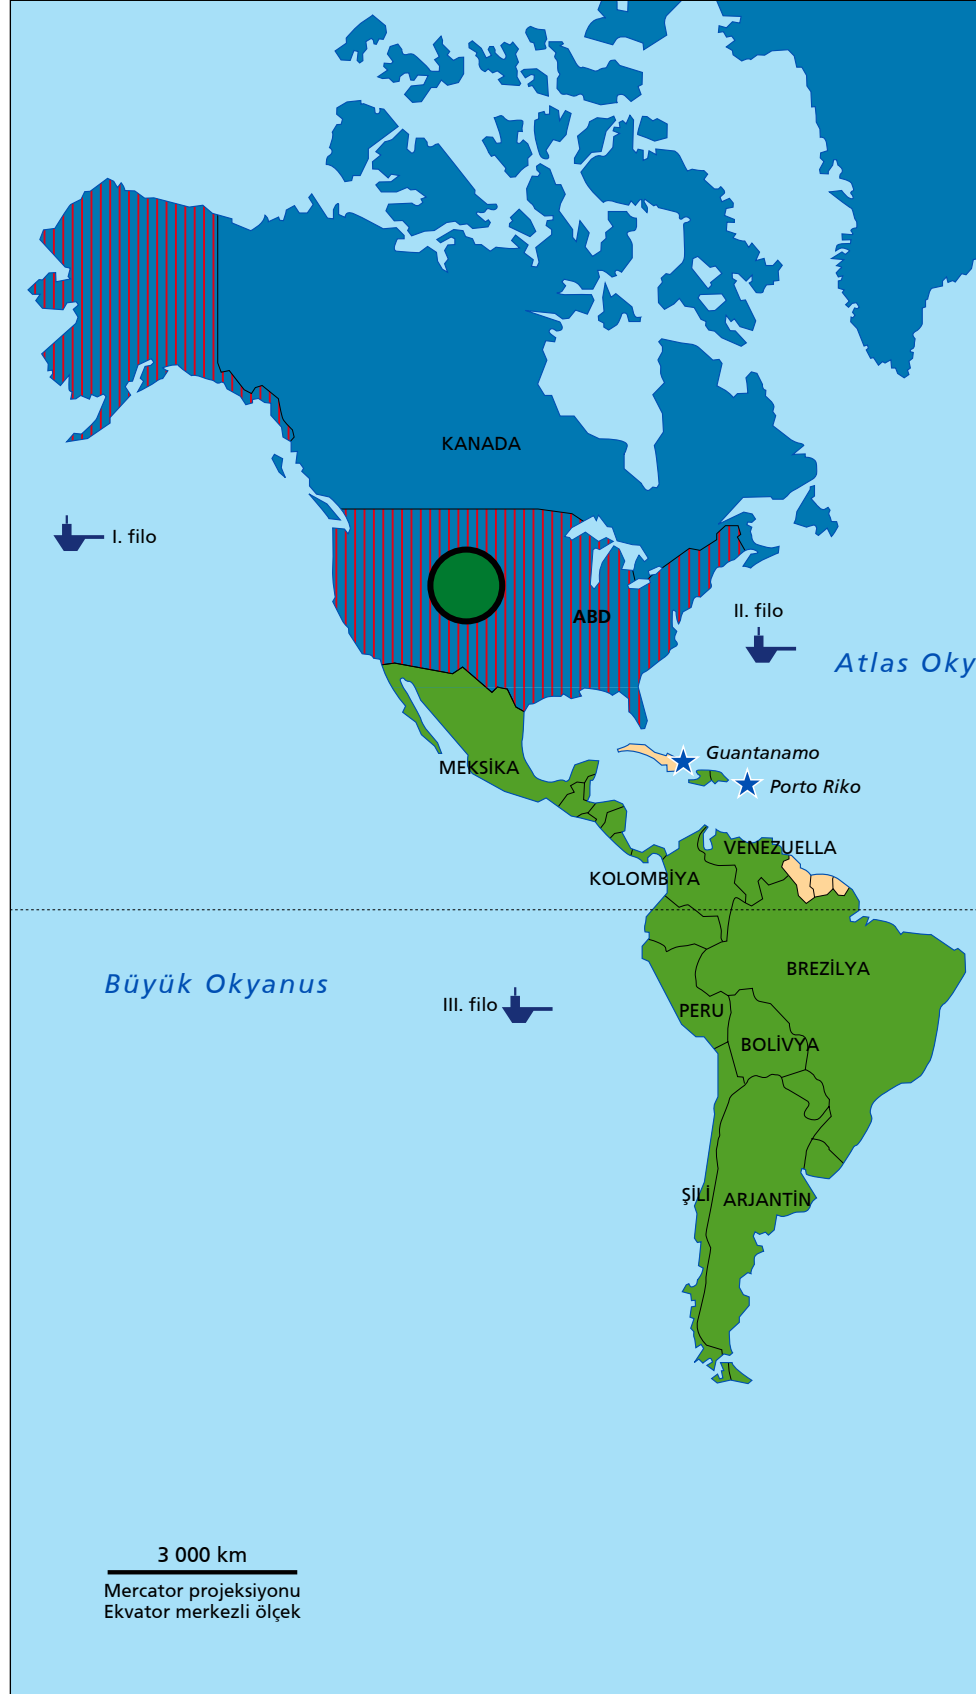 KANADA
I. filo
ABD
II. filo
Atlas Oky
Guantanamo
MEKSİKA
Porto Riko
VENEZUELLA
KOLOMBİYA
BREZİLYA
Büyük Okyanus
III. filo
PERU
BOLİVYA
ŞİLİ
ARJANTİN
3 000 km
Mercator projeksiyonu
Ekvator merkezli ölçek